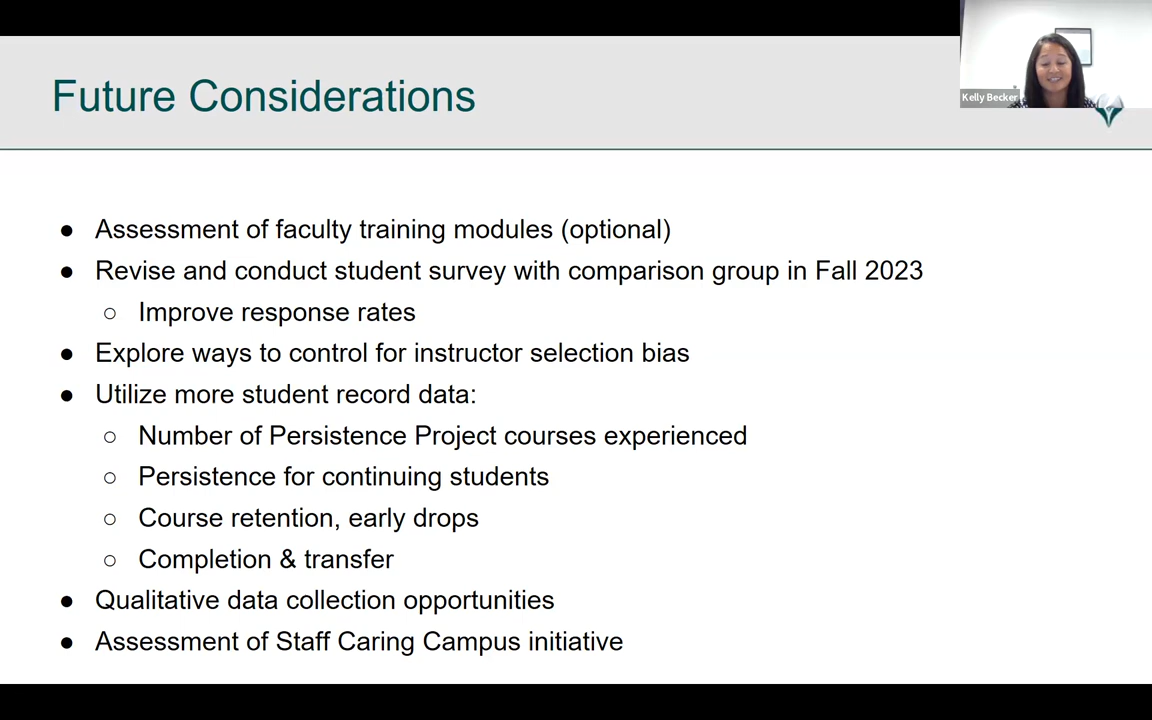 Future Considerations
Kelly Becker
● Assessment of faculty training modules (optional)
● Revise and conduct student survey with comparison group in Fall 2023
○ Improve response rates
● Explore ways to control for instructor selection bias
● Utilize more student record data:
○ Number of Persistence Project courses experienced
○ Persistence for continuing students
○ Course retention, early drops
○ Completion & transfer
● Qualitative data collection opportunities
● Assessment of Staff Caring Campus initiative